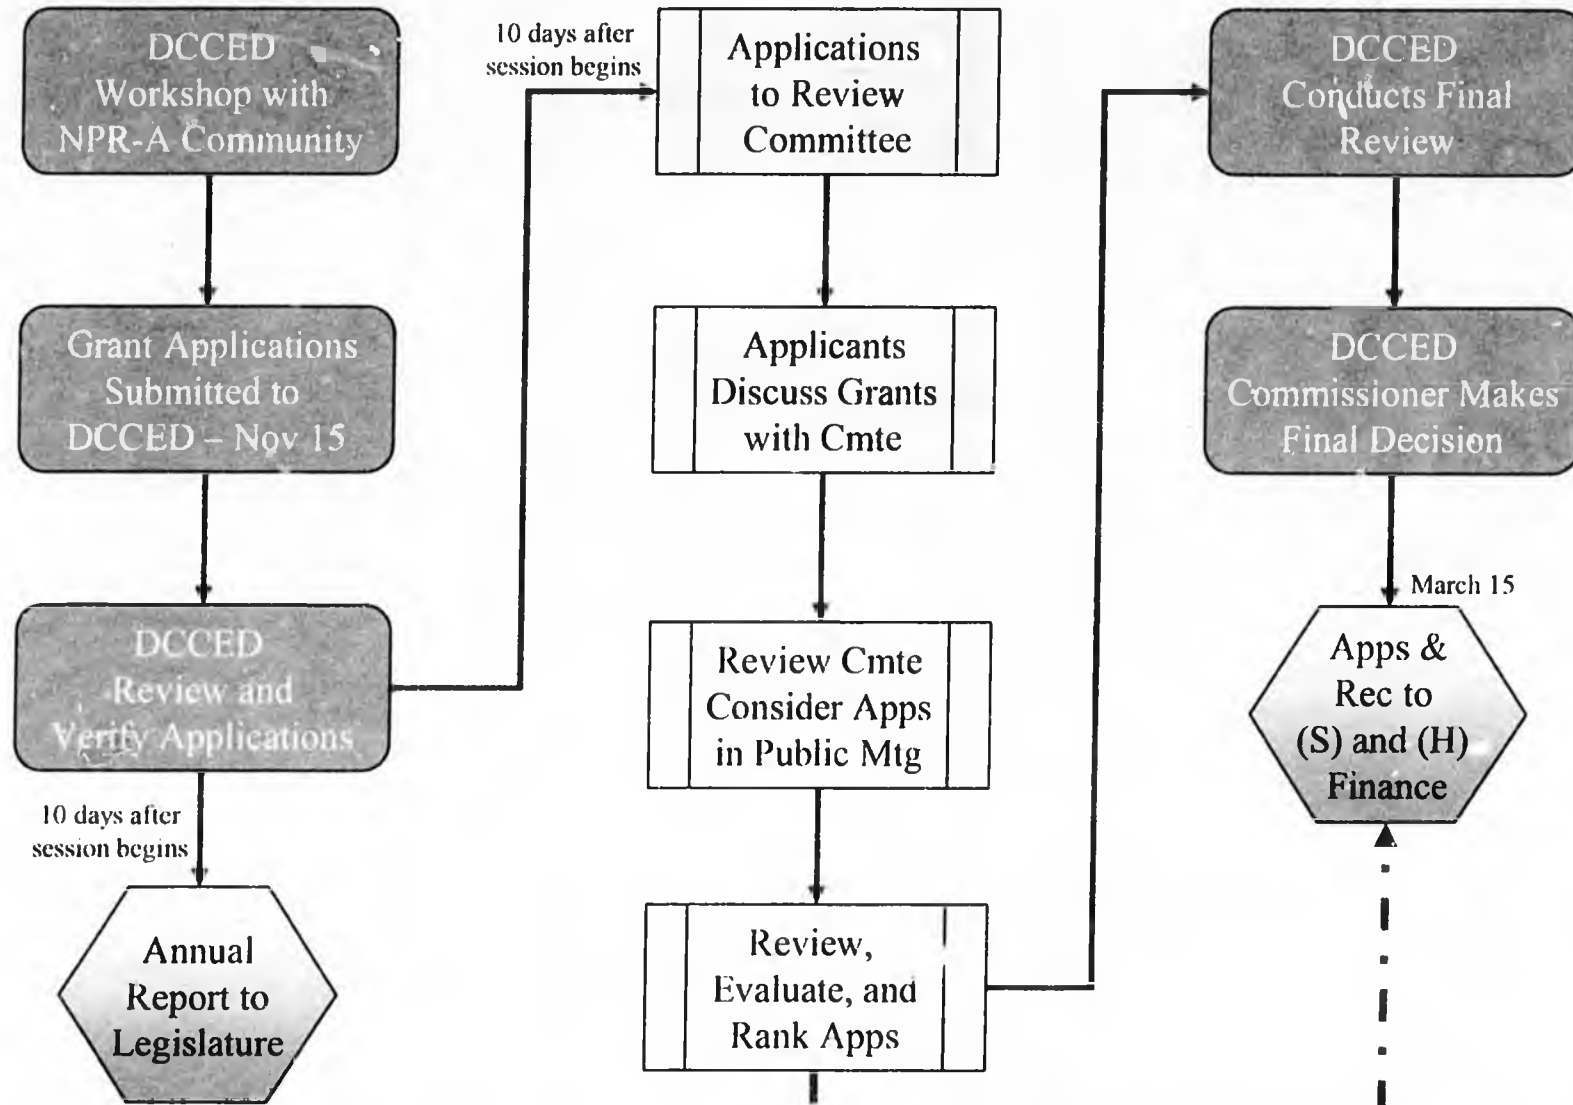 DCCED
Workshop with
NPR-A Community
Grant Applications
Submitted to
DCCED – Nov 15
DCCED
Review and
Verify Applications
10 days after
session begins
Annual
Report to
Legislature
10 days after
session begins
Applications
to Review
Committee
Applicants
Discuss Grants
with Cmte
Review Cmte
Consider Apps
in Public Mtg
Review,
Evaluate, and
Rank Apps
DCCED
Conducts Final
Review
DCCED
Commissioner Makes
Final Decision
March 15
Apps &
Rec to
(S) and (H)
Finance